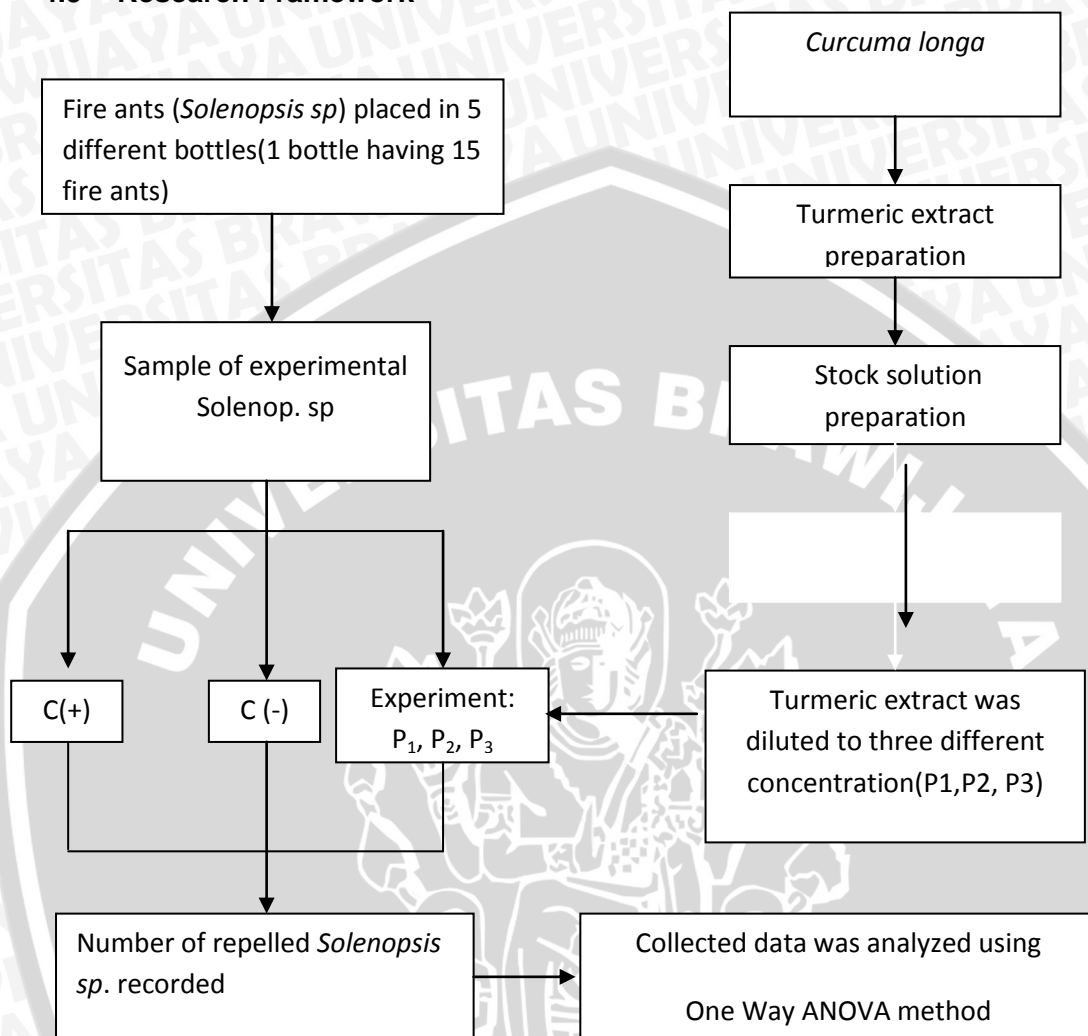 Research Framework
Curcuma longa
Fire ants (Solenopsis sp) placed in 5
different bottles(1 bottle having 15
fire ants)
Turmeric extract
preparation
Sample of experimental
Solenop. sp
Stock solution
preparation
C(+)
C (-)
Experiment:
P₁, P₂, P₃
Turmeric extract was
diluted to three different
concentration(P1,P2, P3)
Number of repelled Solenopsis
sp. recorded
Collected data was analyzed using
One Way ANOVA method